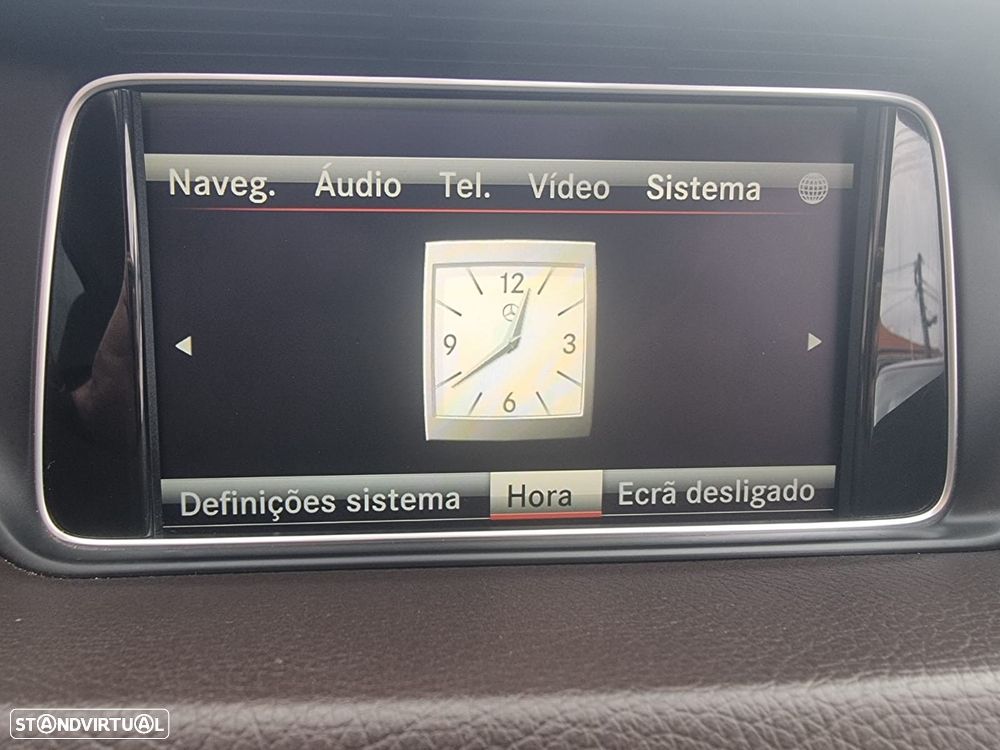 Naveg. Áudio Tel. Vídeo Sistema
12
9 3
6
Definições sistema Hora Ecrã desligado
STANDVIRTUAL